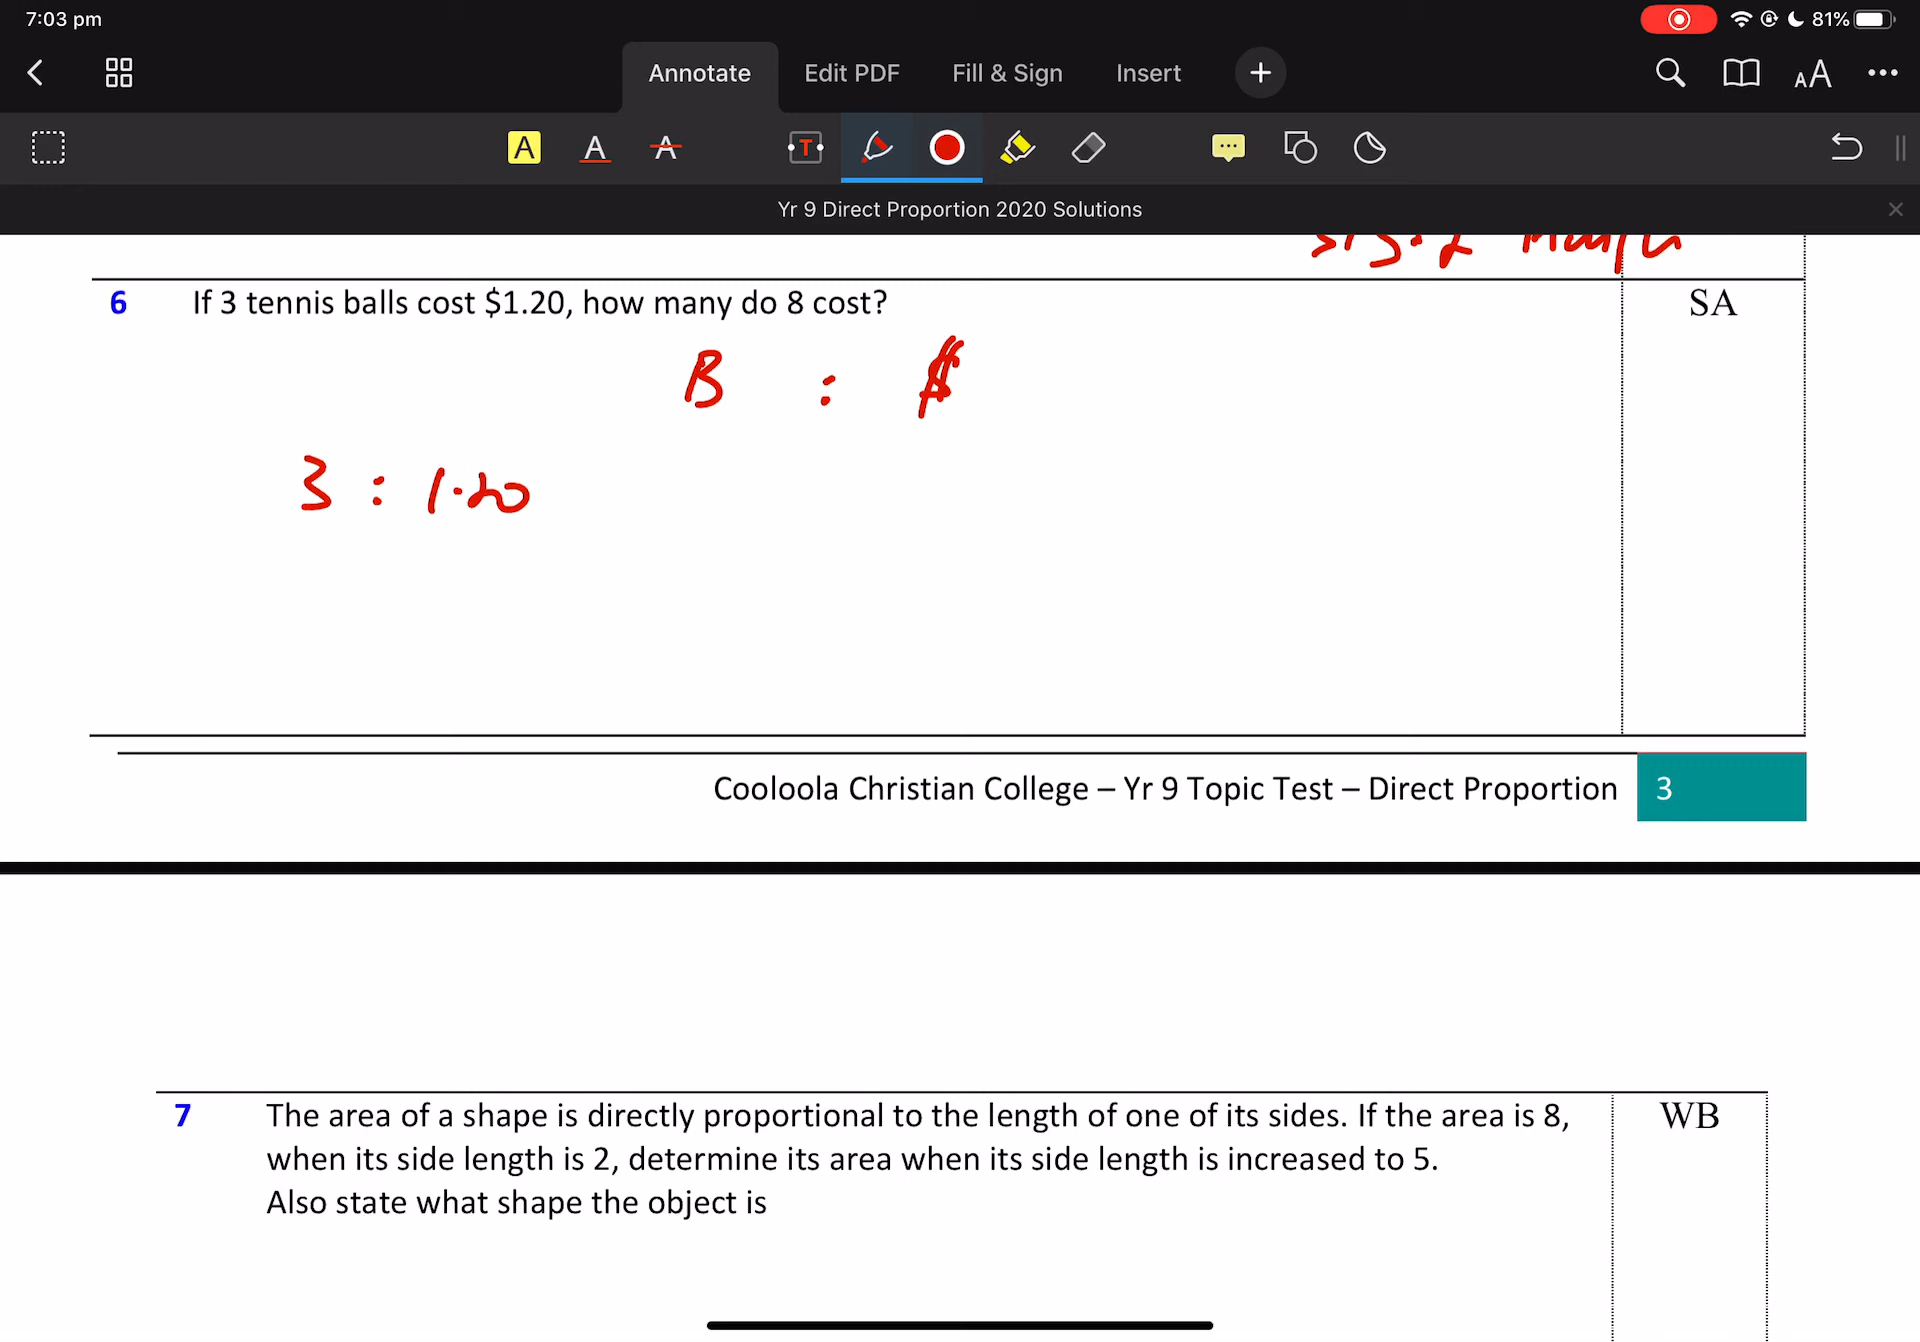 7:03 pm
81%
Annotate
Edit PDF
Fill & Sign
Insert
AA
A A A T
Yr 9 Direct Proportion 2020 Solutions
6 If 3 tennis balls cost $1.20, how many do 8 cost? SA
B : $
3 : 1.20
Cooloola Christian College – Yr 9 Topic Test – Direct Proportion 3
7 The area of a shape is directly proportional to the length of one of its sides. If the area is 8, WB
when its side length is 2, determine its area when its side length is increased to 5.
Also state what shape the object is